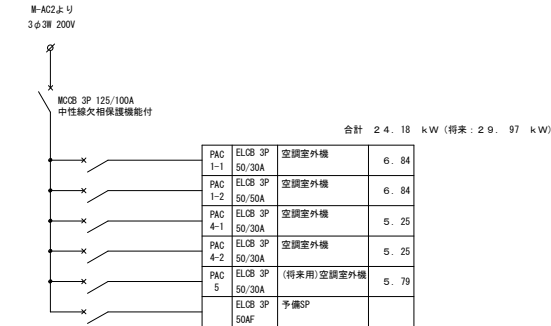 M-AC2より
3φ3W 200V
MCCB 3P 125/100A
中性線欠相保護機能付
合計 24.18 kW (将来:29.97 kW)
PAC 1-1 ELCB 3P 50/30A 空調室外機 6.84
PAC 1-2 ELCB 3P 50/50A 空調室外機 6.84
PAC 4-1 ELCB 3P 50/30A 空調室外機 5.25
PAC 4-2 ELCB 3P 50/30A 空調室外機 5.25
PAC 5 ELCB 3P 50/30A (将来用)空調室外機 5.79
ELCB 3P 50AF 予備SP